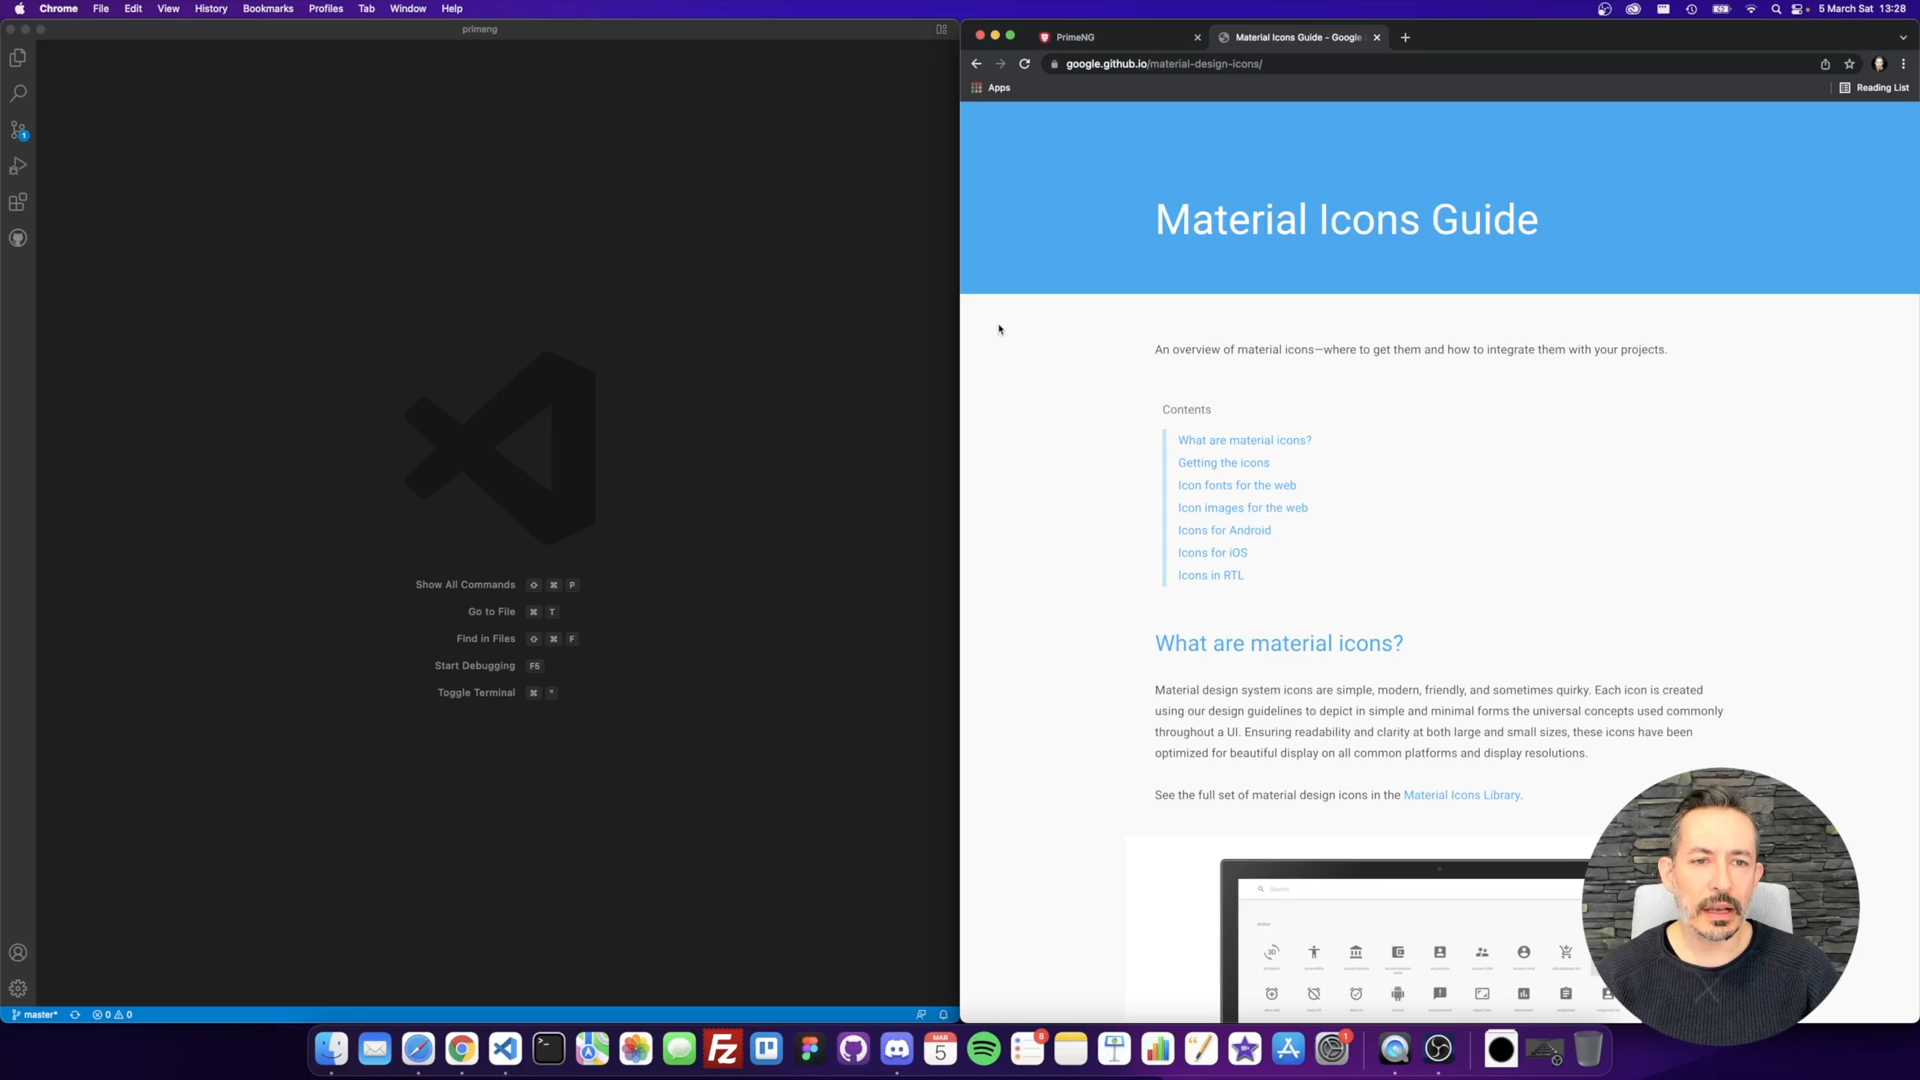 Chrome File Edit View History Bookmarks Profiles Tab Window Help
5 March Sat 13:28
primeng
1
Show All Commands ⇧ ⌘ P
Go to File ⌘ T
Find in Files ⇧ ⌘ F
Start Debugging F5
Toggle Terminal ⌘ "
master* 0 0
PrimeNG
Material Icons Guide - Google
google.github.io/material-design-icons/
Apps
Reading List
Material Icons Guide
An overview of material icons—where to get them and how to integrate them with your projects.
Contents
What are material icons?
Getting the icons
Icon fonts for the web
Icon images for the web
Icons for Android
Icons for iOS
Icons in RTL
What are material icons?
Material design system icons are simple, modern, friendly, and sometimes quirky. Each icon is created
using our design guidelines to depict in simple and minimal forms the universal concepts used commonly
throughout a UI. Ensuring readability and clarity at both large and small sizes, these icons have been
optimized for beautiful display on all common platforms and display resolutions.
See the full set of material design icons in the Material Icons Library.
Search
Fz
MAR
5
8
1